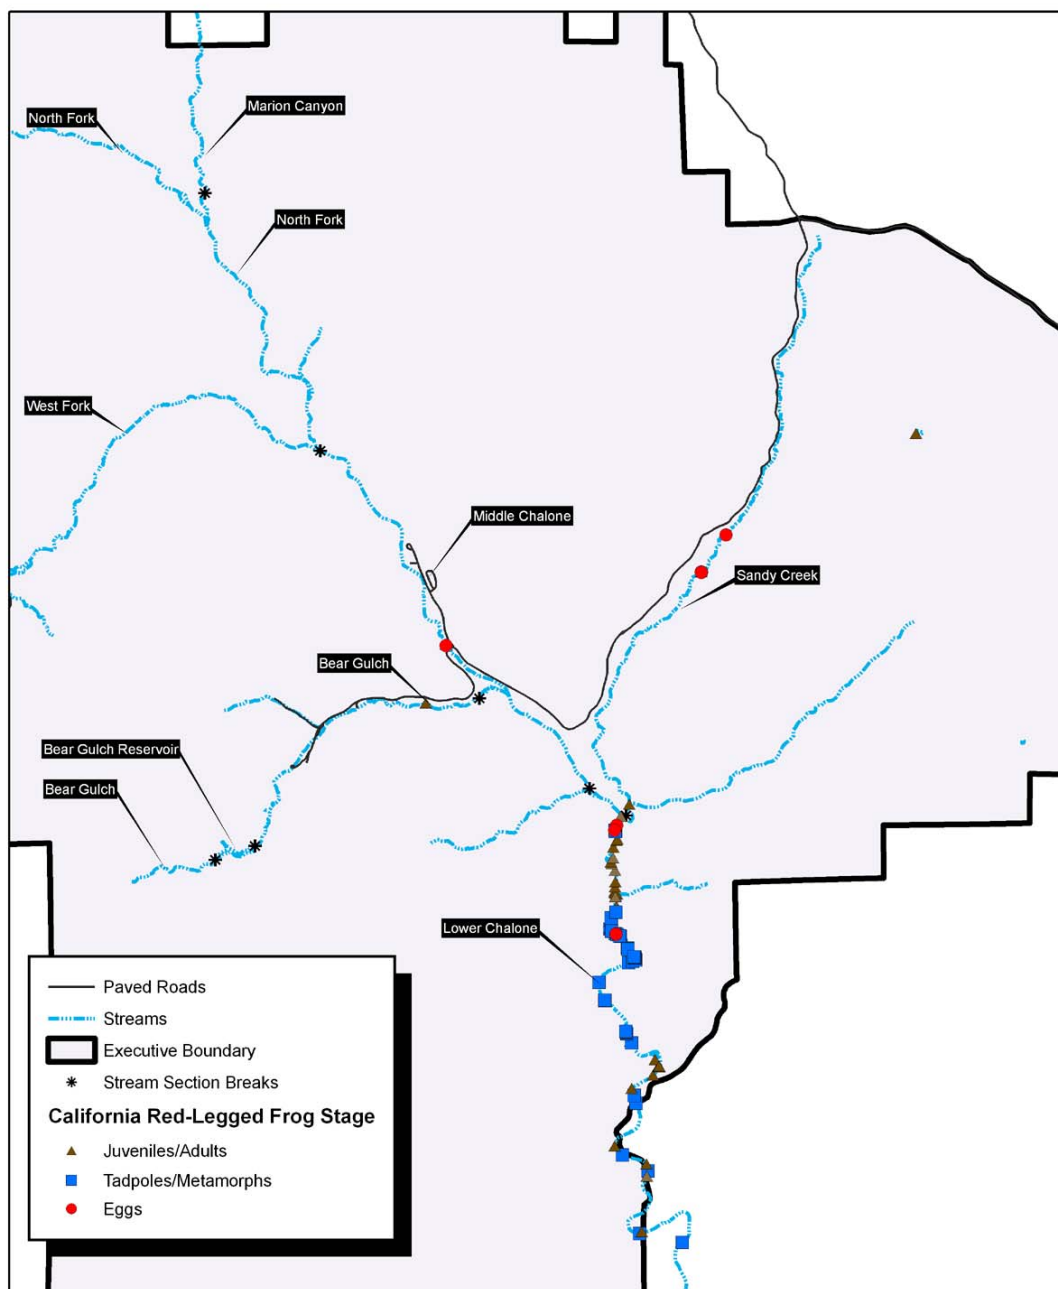 Marion Canyon
North Fork
North Fork
West Fork
Middle Chalone
Sandy Creek
Bear Gulch
Bear Gulch Reservoir
Bear Gulch
Lower Chalone
Paved Roads
Streams
Executive Boundary
Stream Section Breaks
California Red-Legged Frog Stage
Juveniles/Adults
Tadpoles/Metamorphs
Eggs